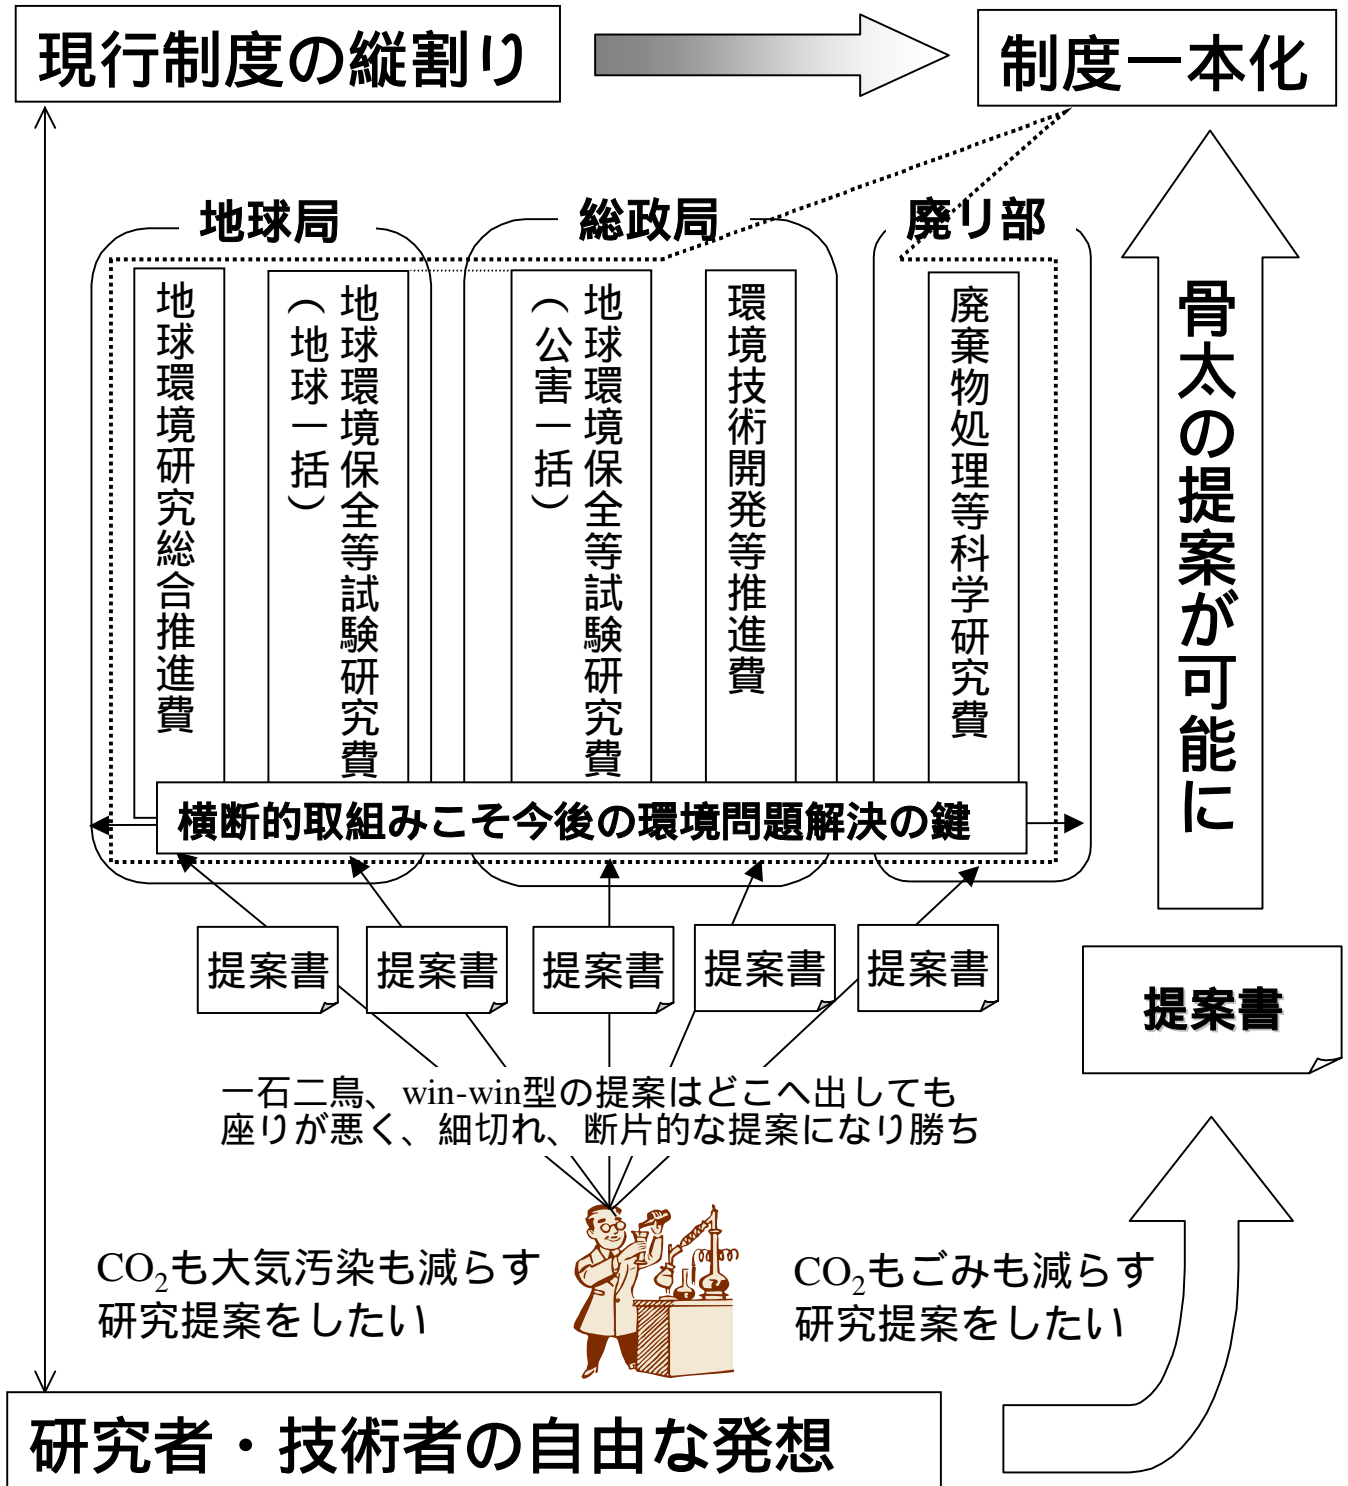 現行制度の縦割り
制度一本化
地球局
総政局
廃リ部
地球環境研究総合推進費
地球環境保全等試験研究費
（地球一括）
地球環境保全等試験研究費
（公害一括）
環境技術開発等推進費
廃棄物処理等科学研究費
骨太の提案が可能に
横断的取組みこそ今後の環境問題解決の鍵
提案書
提案書
提案書
提案書
提案書
提案書
一石二鳥、win-win型の提案はどこへ出しても
座りが悪く、細切れ、断片的な提案になり勝ち
CO₂も大気汚染も減らす
研究提案をしたい
CO₂もごみも減らす
研究提案をしたい
研究者・技術者の自由な発想